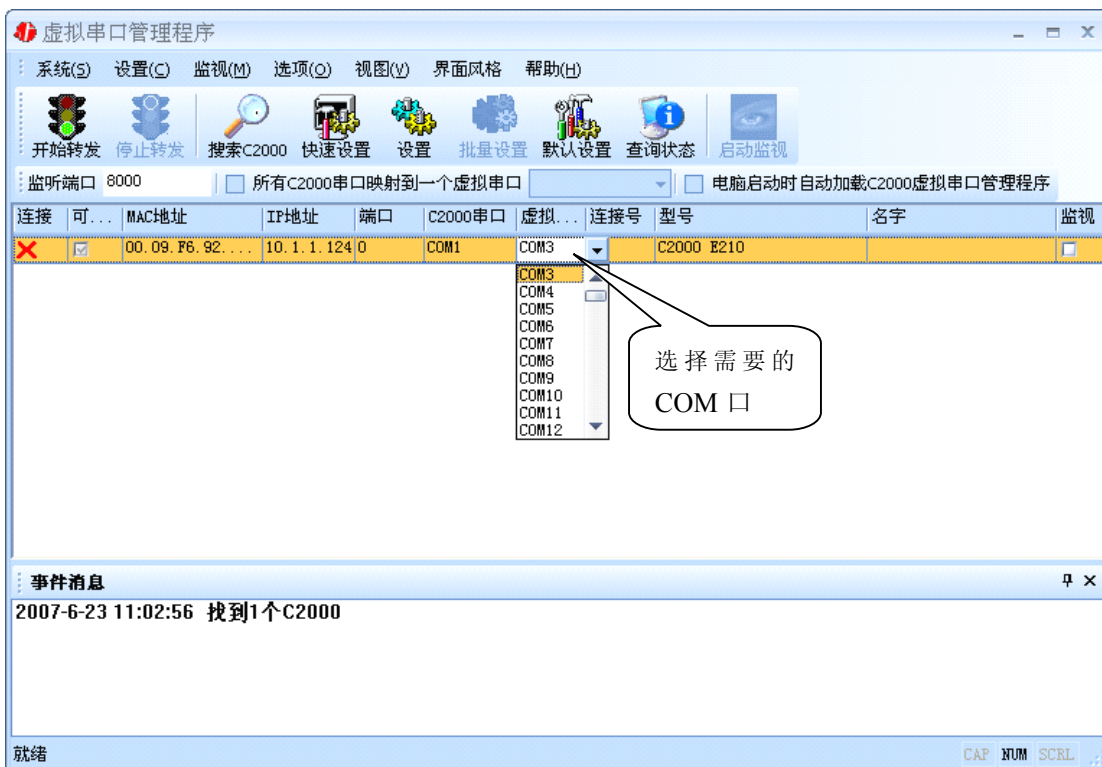 虚拟串口管理程序
系统(S) 设置(C) 监视(M) 选项(O) 视图(V) 界面风格 帮助(H)
开始转发 停止转发 搜索C2000 快速设置 设置 批量设置 默认设置 查询状态 启动监视
监听端口 8000 所有C2000串口映射到一个虚拟串口 电脑启动时自动加载C2000虚拟串口管理程序
连接 可... MAC地址 IP地址 端口 C2000串口 虚拟... 连接号 型号 名字 监视
00.09.F6.92.... 10.1.1.124 0 COM1 COM3 C2000 E210
COM3
COM4
COM5
COM6
COM7
COM8
COM9
COM10
COM11
COM12
选择需要的
COM 口
事件消息
2007-6-23 11:02:56 找到1个C2000
就绪 CAP NUM SCRL